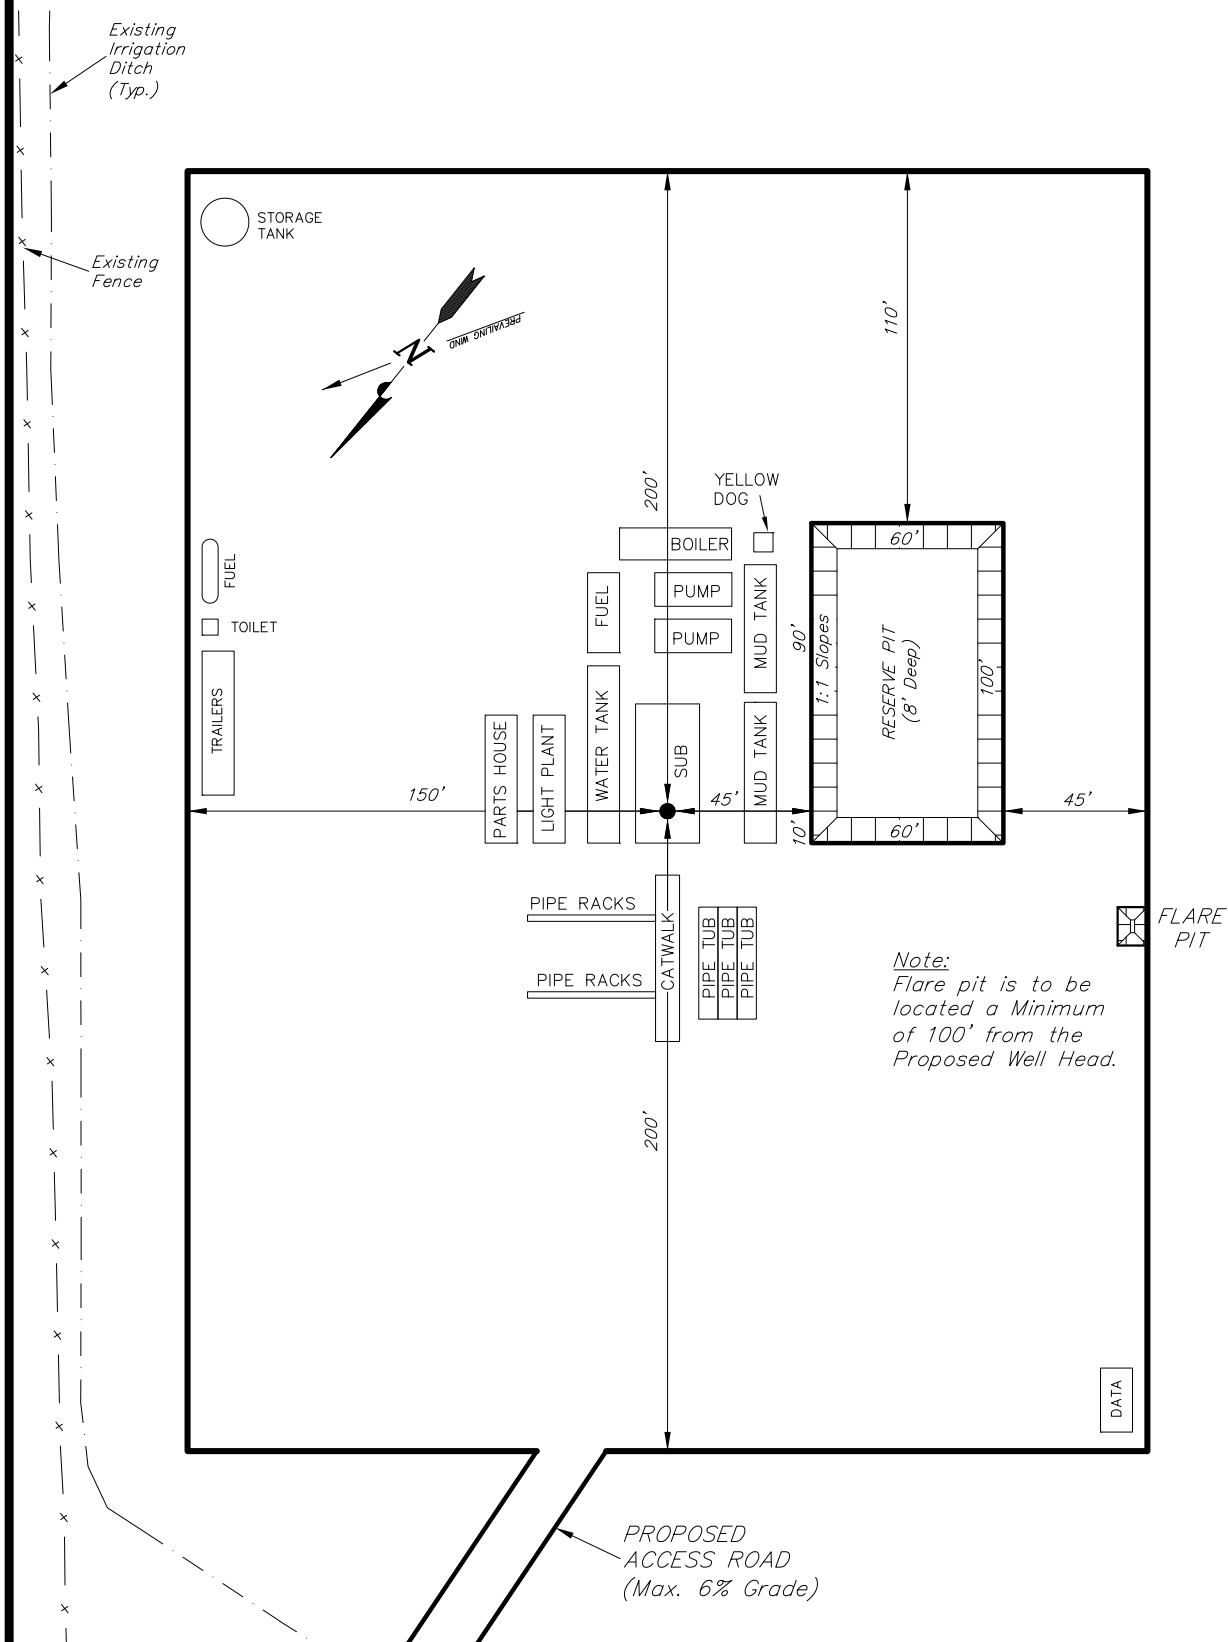 Existing
Irrigation
Ditch
(Typ.)
STORAGE
TANK
Existing
Fence
PREVAILING WIND
N
110'
200'
YELLOW
DOG
BOILER
60'
FUEL
FUEL
PUMP
MUD TANK
TOILET
PUMP
90'
1:1 Slopes
RESERVE PIT
(8' Deep)
100'
TRAILERS
PARTS HOUSE
LIGHT PLANT
WATER TANK
SUB
MUD TANK
150'
45'
45'
10'
60'
PIPE RACKS
CATWALK
PIPE TUB
PIPE TUB
PIPE TUB
FLARE
PIT
PIPE RACKS
Note:
Flare pit is to be
located a Minimum
of 100' from the
Proposed Well Head.
200'
DATA
PROPOSED
ACCESS ROAD
(Max. 6% Grade)